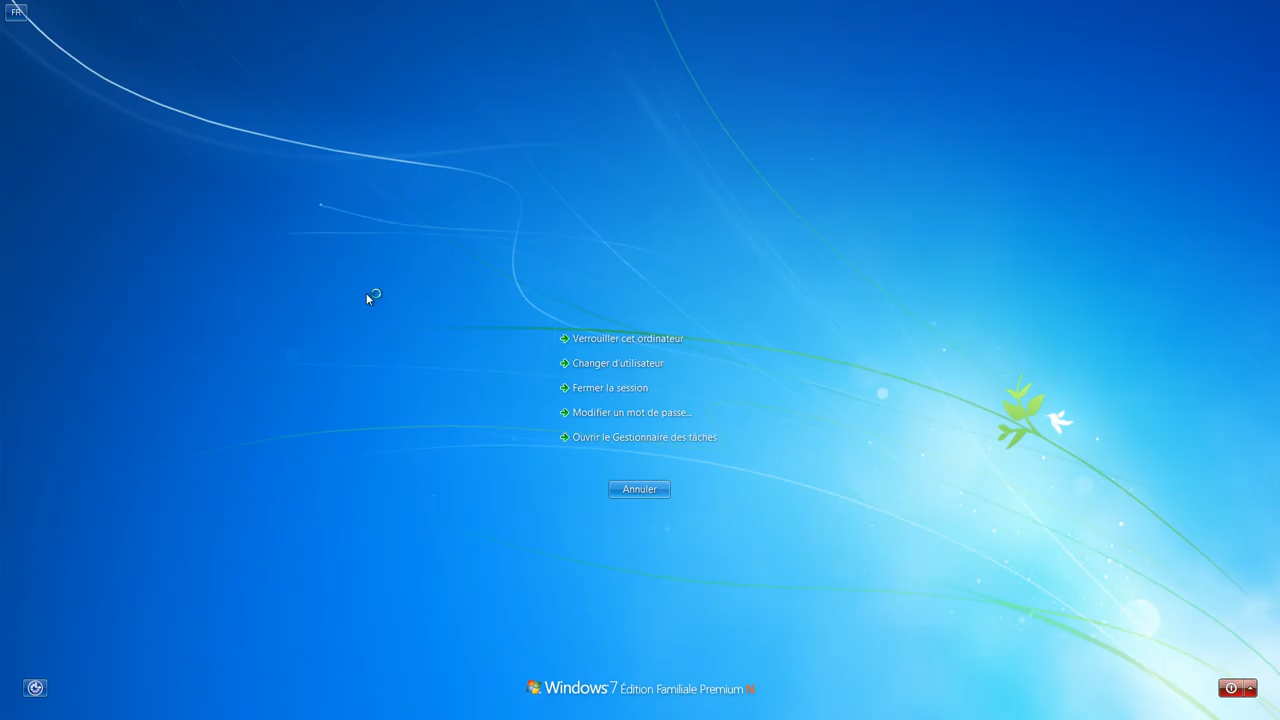 FR
Verrouiller cet ordinateur
Changer d'utilisateur
Fermer la session
Modifier un mot de passe...
Ouvrir le Gestionnaire des tâches
Annuler
Windows 7 Édition Familiale Premium N